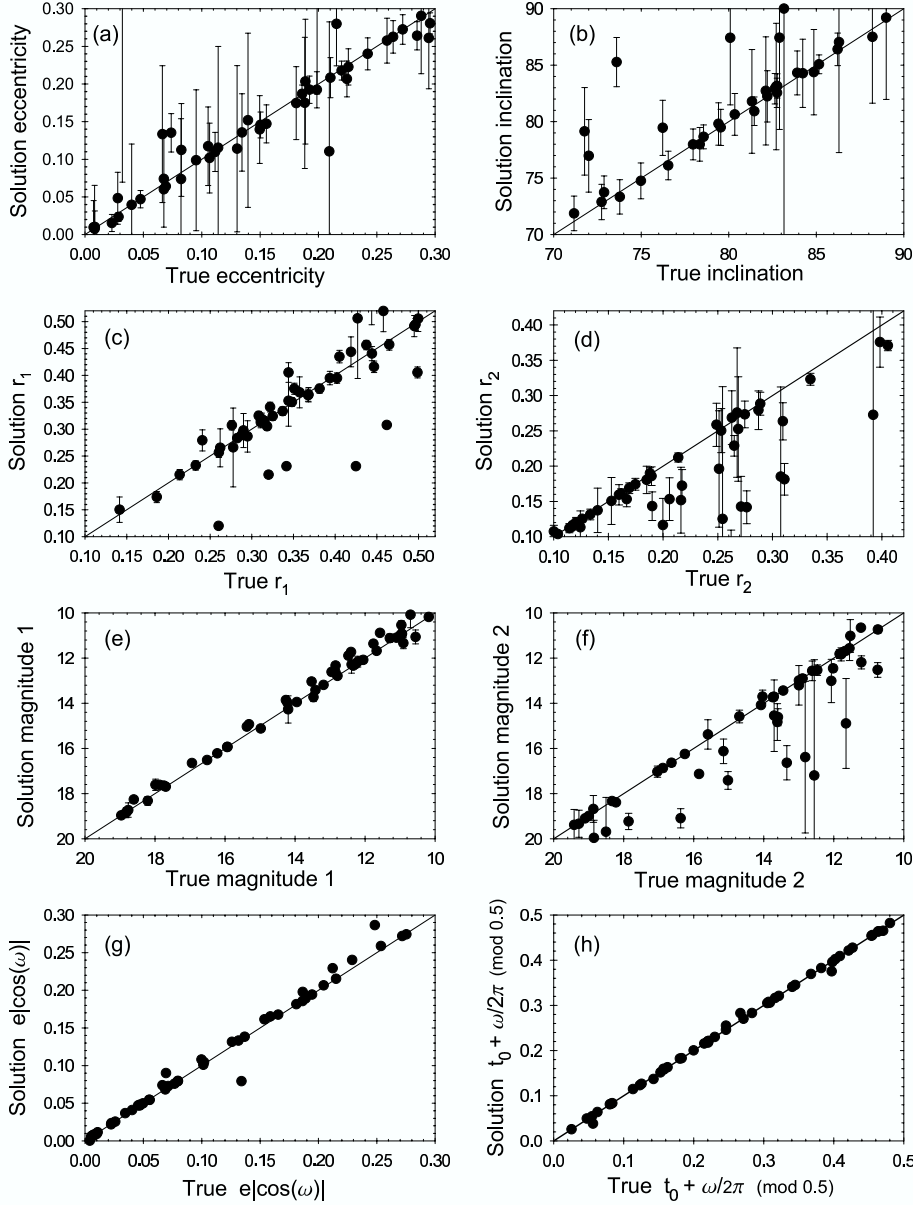 (a)
Solution eccentricity
0.30
0.25
0.20
0.15
0.10
0.05
0.00
0.00 0.05 0.10 0.15 0.20 0.25 0.30
True eccentricity
(b)
Solution inclination
90
85
80
75
70
70 75 80 85 90
True inclination
(c)
Solution r1
0.50
0.45
0.40
0.35
0.30
0.25
0.20
0.15
0.10
0.10 0.15 0.20 0.25 0.30 0.35 0.40 0.45 0.50
True r1
(d)
Solution r2
0.40
0.35
0.30
0.25
0.20
0.15
0.10
0.10 0.15 0.20 0.25 0.30 0.35 0.40
True r2
(e)
Solution magnitude 1
10
12
14
16
18
20
20 18 16 14 12 10
True magnitude 1
(f)
Solution magnitude 2
10
12
14
16
18
20
20 18 16 14 12 10
True magnitude 2
(g)
Solution e|cos(ω)|
0.30
0.25
0.20
0.15
0.10
0.05
0.00
0.00 0.05 0.10 0.15 0.20 0.25 0.30
True e|cos(ω)|
(h)
Solution t0 + ω/2π (mod 0.5)
0.5
0.4
0.3
0.2
0.1
0.0
0.0 0.1 0.2 0.3 0.4 0.5
True t0 + ω/2π (mod 0.5)